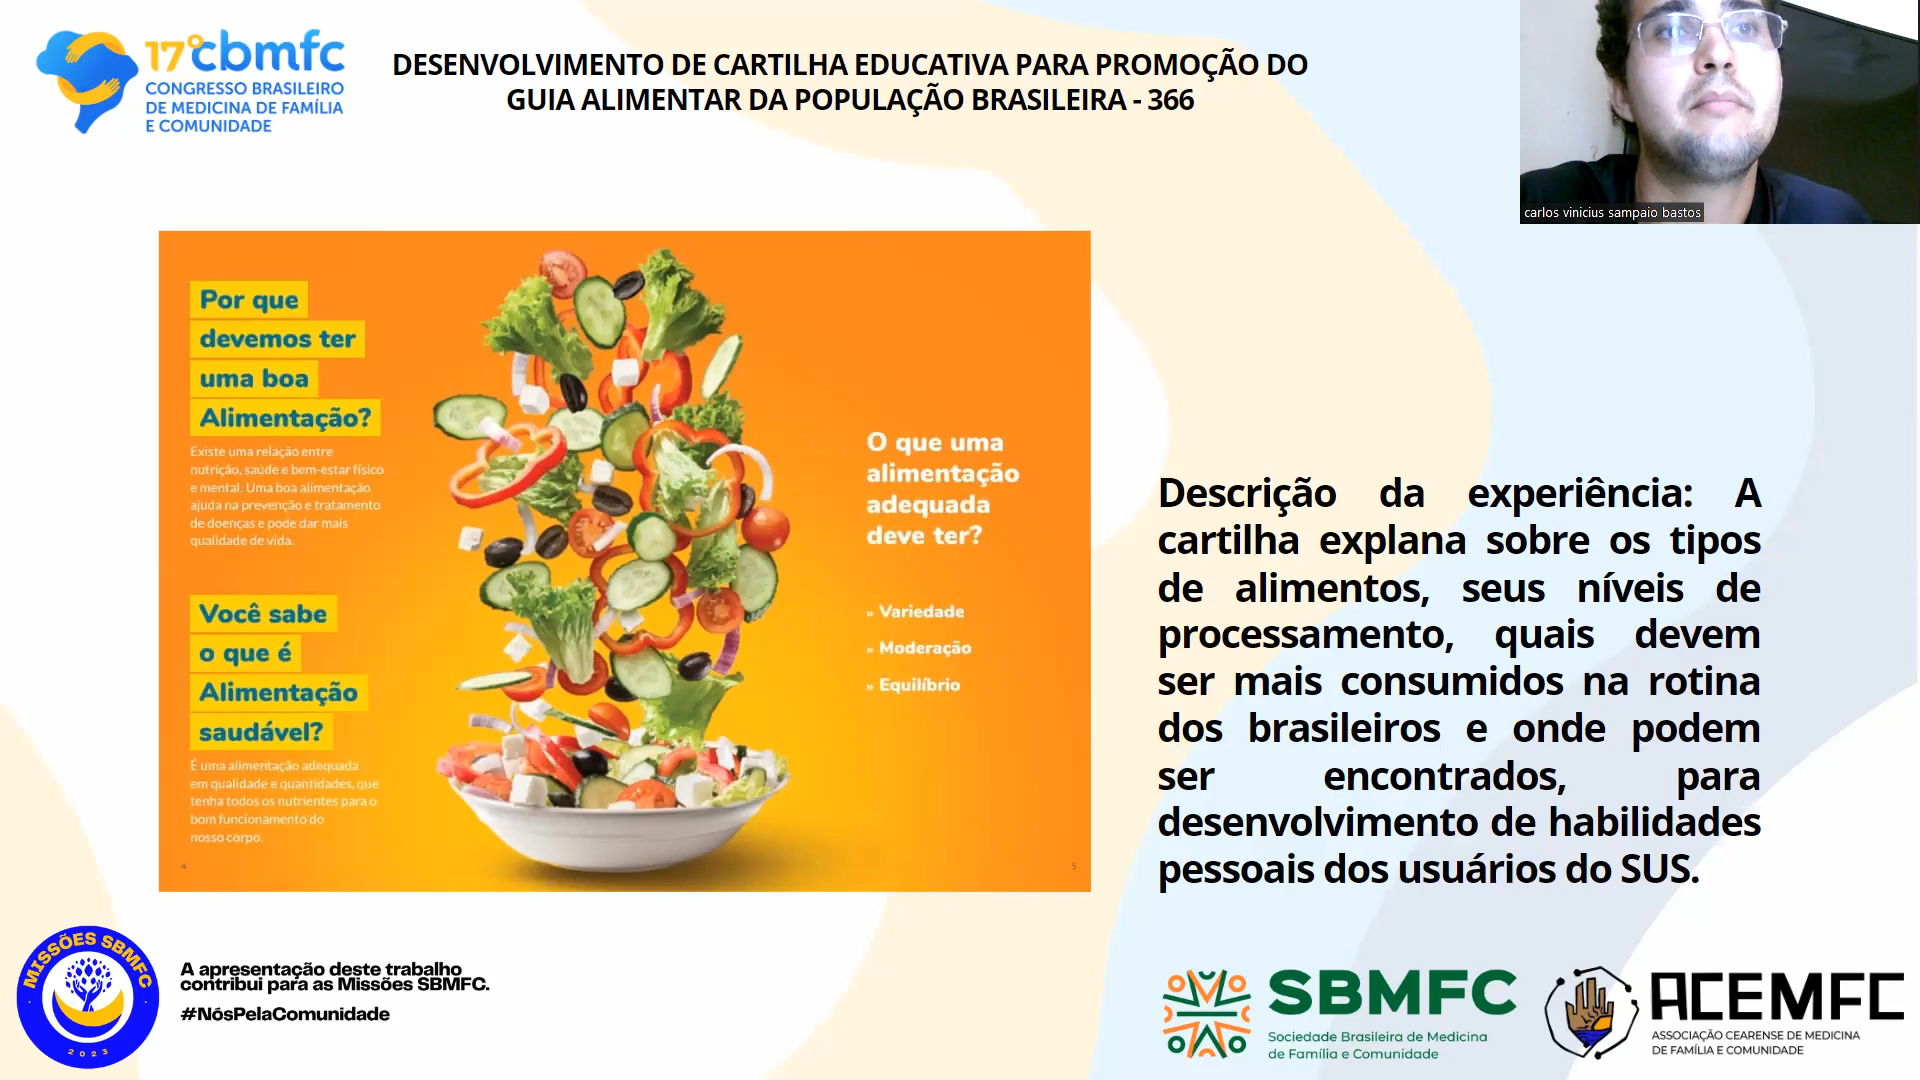 17º cbmfc
CONGRESSO BRASILEIRO
DE MEDICINA DE FAMÍLIA
E COMUNIDADE
DESENVOLVIMENTO DE CARTILHA EDUCATIVA PARA PROMOÇÃO DO
GUIA ALIMENTAR DA POPULAÇÃO BRASILEIRA - 366
carlos vinicius sampaio bastos
Por que
devemos ter
uma boa
Alimentação?
Existe uma relação entre
nutrição, saúde e bem-estar físico
e mental. Uma boa alimentação
ajuda na prevenção e tratamento
de doenças e pode dar mais
qualidade de vida.
Você sabe
o que é
Alimentação
saudável?
É uma alimentação adequada
em qualidade e quantidades, que
tenha todos os nutrientes para o
bom funcionamento do
nosso corpo.
4
O que uma
alimentação
adequada
deve ter?
» Variedade
» Moderação
» Equilíbrio
5
Descrição da experiência: A
cartilha explana sobre os tipos
de alimentos, seus níveis de
processamento, quais devem
ser mais consumidos na rotina
dos brasileiros e onde podem
ser encontrados, para
desenvolvimento de habilidades
pessoais dos usuários do SUS.
MISSÕES SBMFC
2023
A apresentação deste trabalho
contribui para as Missões SBMFC.
#NósPelaComunidade
SBMFC
Sociedade Brasileira de Medicina
de Família e Comunidade
ACEMFC
ASSOCIAÇÃO CEARENSE DE MEDICINA
DE FAMÍLIA E COMUNIDADE